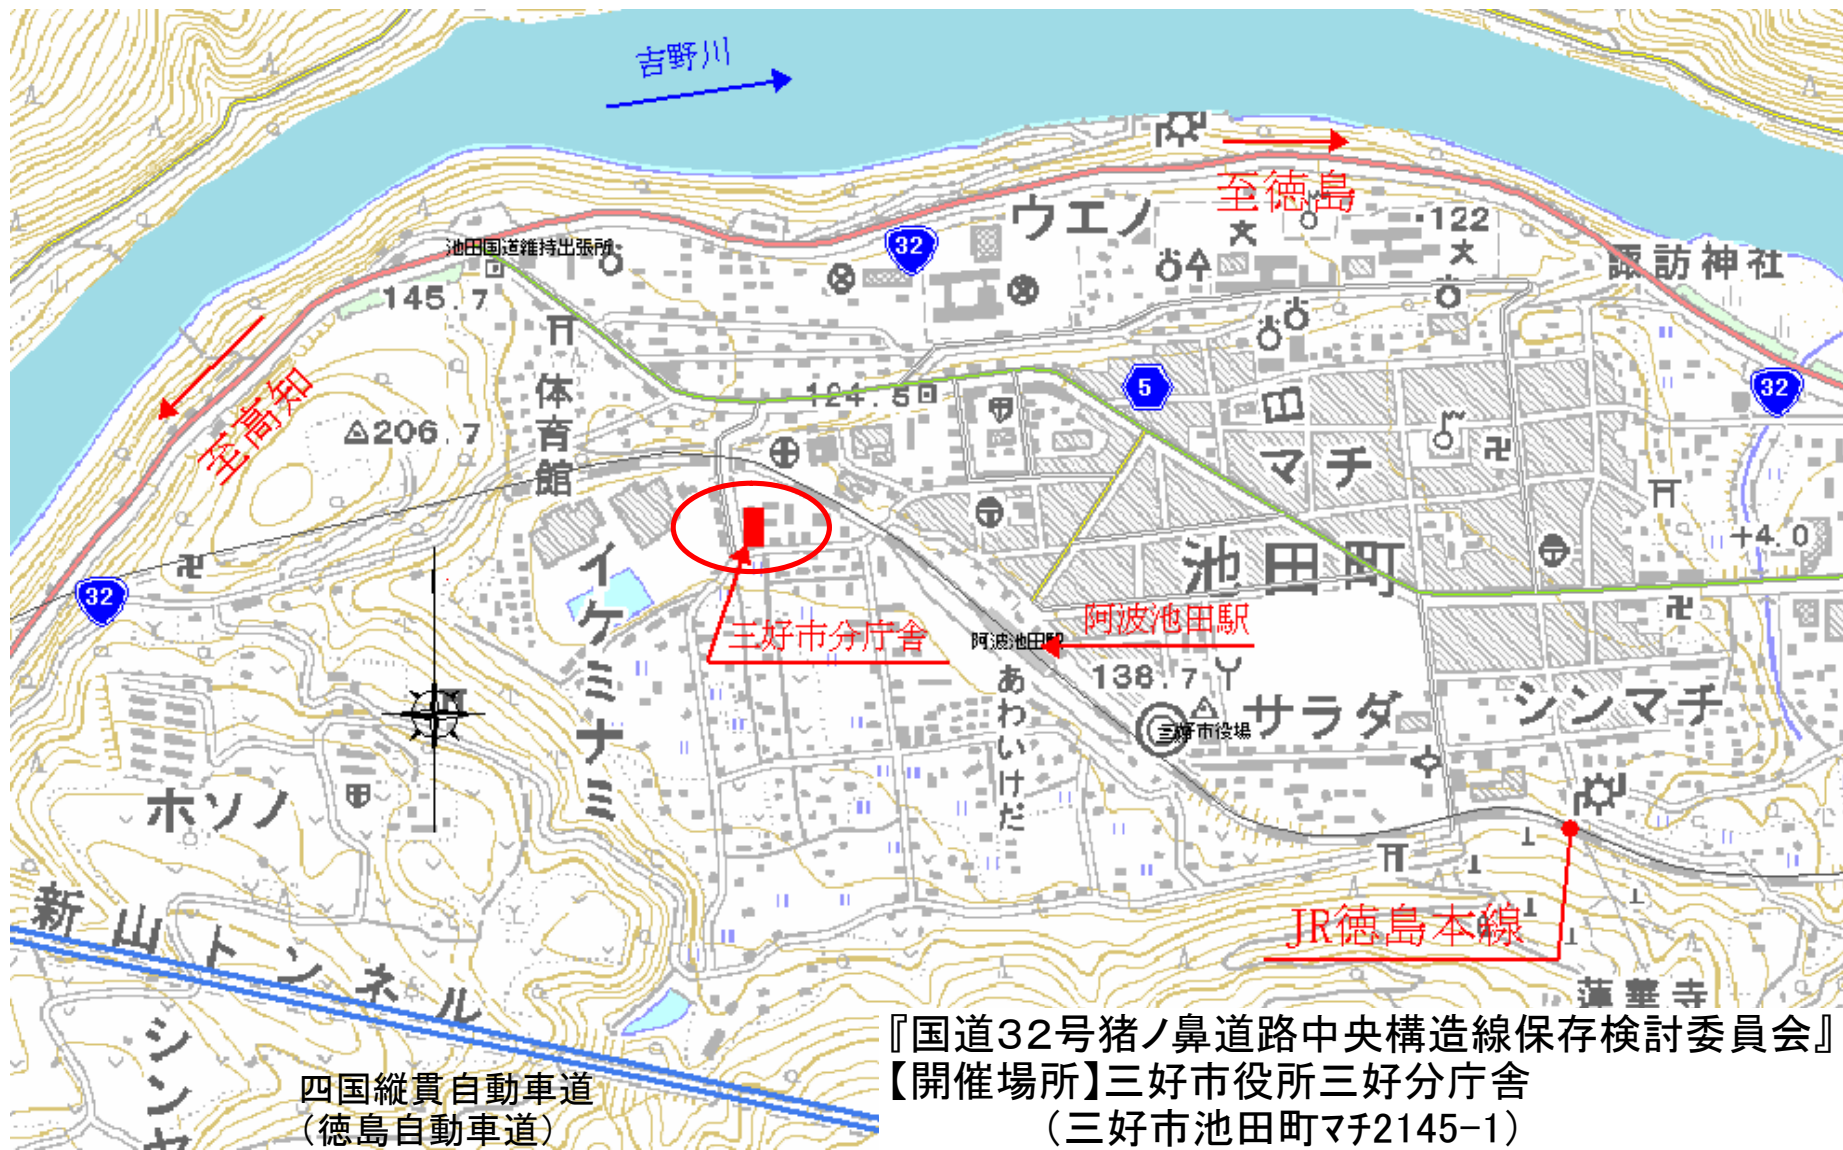 吉野川
至徳島
ウエノ
・122
32
池田国道維持出張所
諏訪神社
145.7
体育館
至高知
206.7
124.5
5
32
マチ
池田町
+4.0
32
イケミナミ
三好市分庁舎
阿波池田駅
阿波池田駅
あわいけだ
138.7
三好市役場
サラダ
シンマチ
ホソノ
新山トンネル
JR徳島本線
蓮華寺
シンヤ
四国縦貫自動車道
(徳島自動車道)
『国道32号猪ノ鼻道路中央構造線保存検討委員会』
【開催場所】三好市役所三好分庁舎
(三好市池田町マチ2145-1)